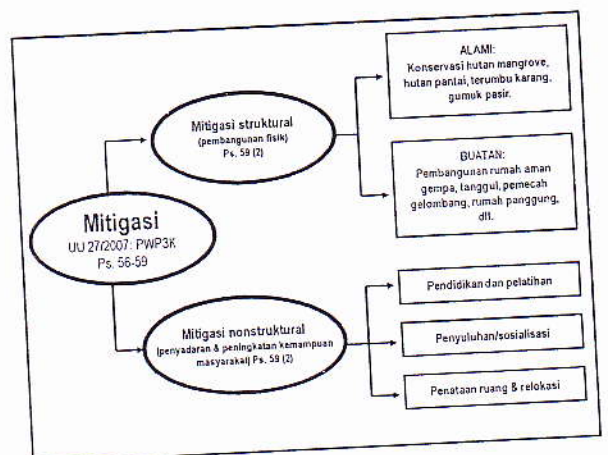 Mitigasi
UU 27/2007: PWP3K
Ps. 56-59
Mitigasi struktural
(pembangunan fisik)
Ps. 59 (2)
ALAMI:
Konservasi hutan mangrove,
hutan pantai, terumbu karang,
gumuk pasir.
BUATAN:
Pembangunan rumah aman
gempa, tanggul, pemecah
gelombang, rumah panggung,
dll.
Mitigasi nonstruktural
(penyadaran & peningkatan kemampuan
masyarakat) Ps. 59 (2)
Pendidikan dan pelatihan
Penyuluhan/sosialisasi
Penataan ruang & relokasi